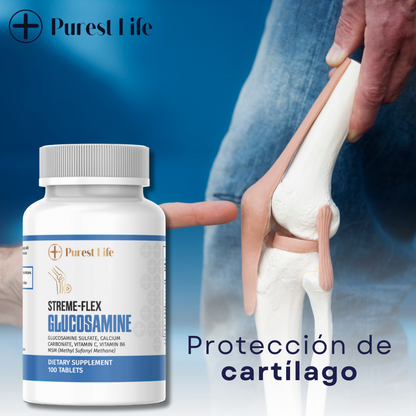 Purest Life
Purest Life
STREME-FLEX
GLUCOSAMINE
GLUCOSAMINE SULFATE, CALCIUM
CARBONATE, VITAMIN C, VITAMIN B6
MSM (Methyl Sulfonyl Methane)
DIETARY SUPPLEMENT
100 TABLETS
Protección de
cartílago